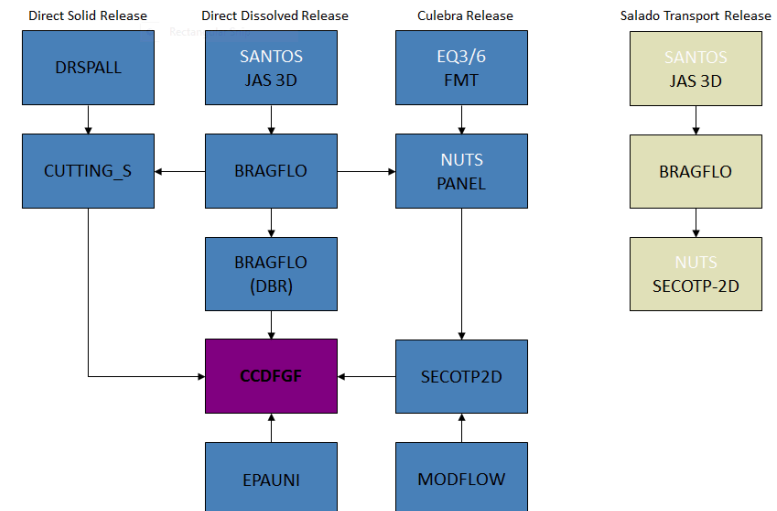 Direct Solid Release
Direct Dissolved Release
Culebra Release
Salado Transport Release
DRSPALL
SANTOS
JAS 3D
EQ3/6
FMT
SANTOS
JAS 3D
CUTTING_S
BRAGFLO
NUTS
PANEL
BRAGFLO
BRAGFLO
(DBR)
NUTS
SECOTP-2D
CCDFGF
SECOTP2D
EPAUNI
MODFLOW